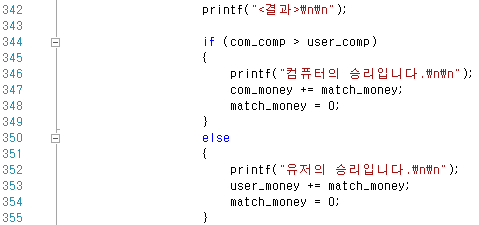 342 printf("<결과>₩n₩n");
343
344 if (com_comp > user_comp)
345 {
346 printf("컴퓨터의 승리입니다.₩n₩n");
347 com_money += match_money;
348 match_money = 0;
349 }
350 else
351 {
352 printf("유저의 승리입니다.₩n₩n");
353 user_money += match_money;
354 match_money = 0;
355 }